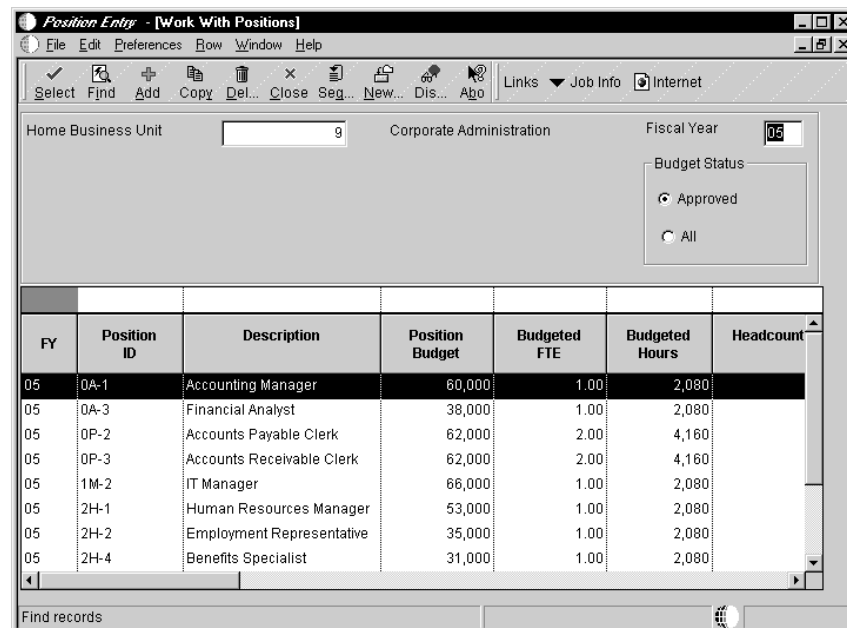 Position Entry - [Work With Positions]
File Edit Preferences Row Window Help
Select Find Add Copy Del... Close Seq... New... Dis... Abo Links Job Info Internet
Home Business Unit 9 Corporate Administration Fiscal Year 05
Budget Status
Approved
All
FY Position ID Description Position Budget Budgeted FTE Budgeted Hours Headcount
05 0A-1 Accounting Manager 60,000 1.00 2,080
05 0A-3 Financial Analyst 38,000 1.00 2,080
05 0P-2 Accounts Payable Clerk 62,000 2.00 4,160
05 0P-3 Accounts Receivable Clerk 62,000 2.00 4,160
05 1M-2 IT Manager 66,000 1.00 2,080
05 2H-1 Human Resources Manager 53,000 1.00 2,080
05 2H-2 Employment Representative 35,000 1.00 2,080
05 2H-4 Benefits Specialist 31,000 1.00 2,080
Find records